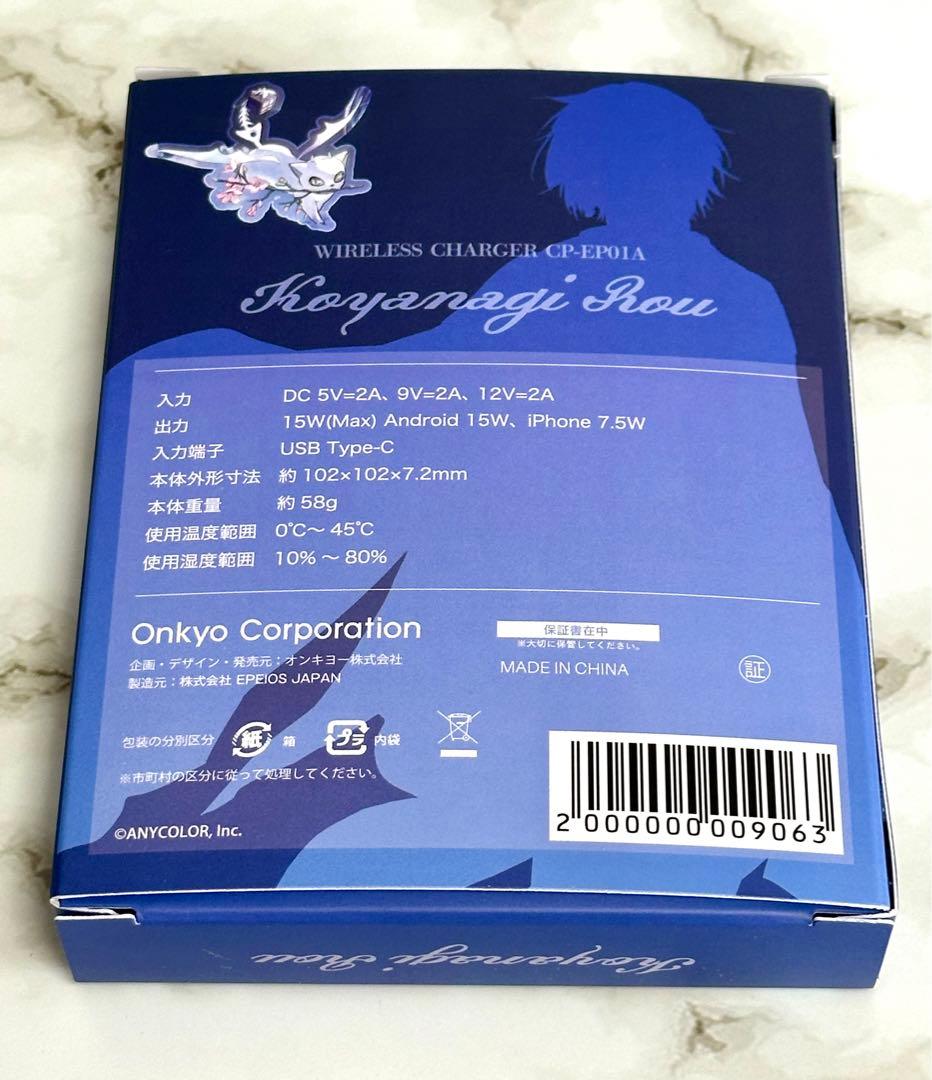 WIRELESS CHARGER CP-EP01A
Koyanagi Rou
入力 DC 5V=2A、9V=2A、12V=2A
出力 15W(Max) Android 15W、iPhone 7.5W
入力端子 USB Type-C
本体外形寸法 約 102×102×7.2mm
本体重量 約 58g
使用温度範囲 0℃〜 45℃
使用湿度範囲 10% 〜 80%
Onkyo Corporation
企画・デザイン・発売元：オンキヨー株式会社
製造元：株式会社 EPEIOS JAPAN
保証書在中
※大切に保管してください。
MADE IN CHINA
証
包装の分別区分 紙 箱 プラ 内袋
※市町村の区分に従って処理してください。
©ANYCOLOR, Inc.
2 000000 009063
Koyanagi Rou